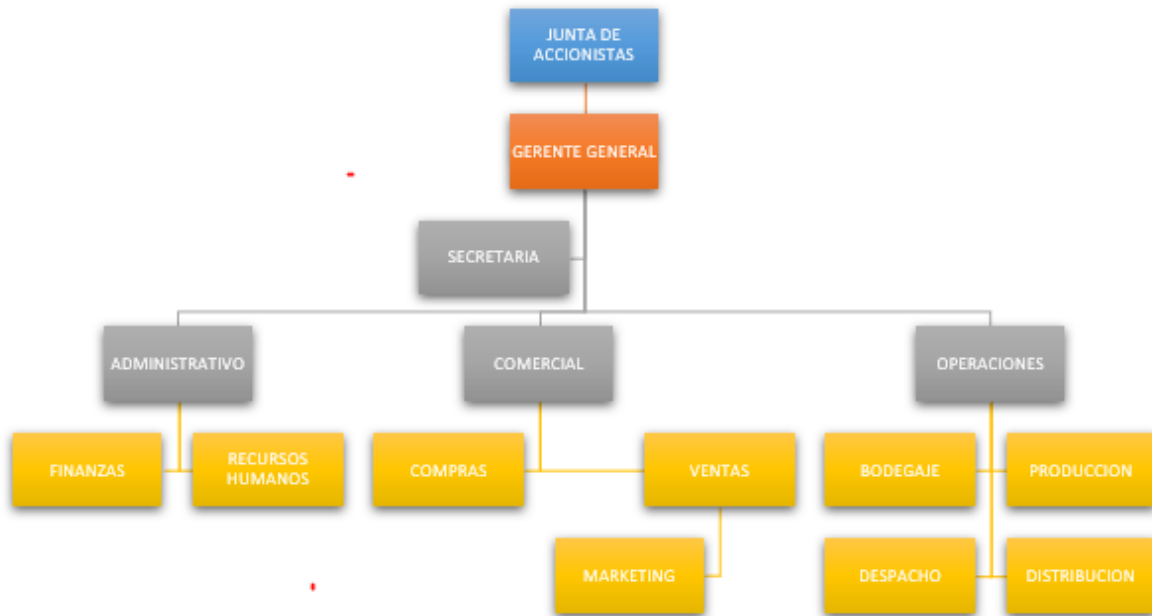 JUNTA DE
ACCIONISTAS
GERENTE GENERAL
SECRETARIA
ADMINISTRATIVO
COMERCIAL
OPERACIONES
FINANZAS
RECURSOS
HUMANOS
COMPRAS
VENTAS
BODEGAJE
PRODUCCION
MARKETING
DESPACHO
DISTRIBUCION